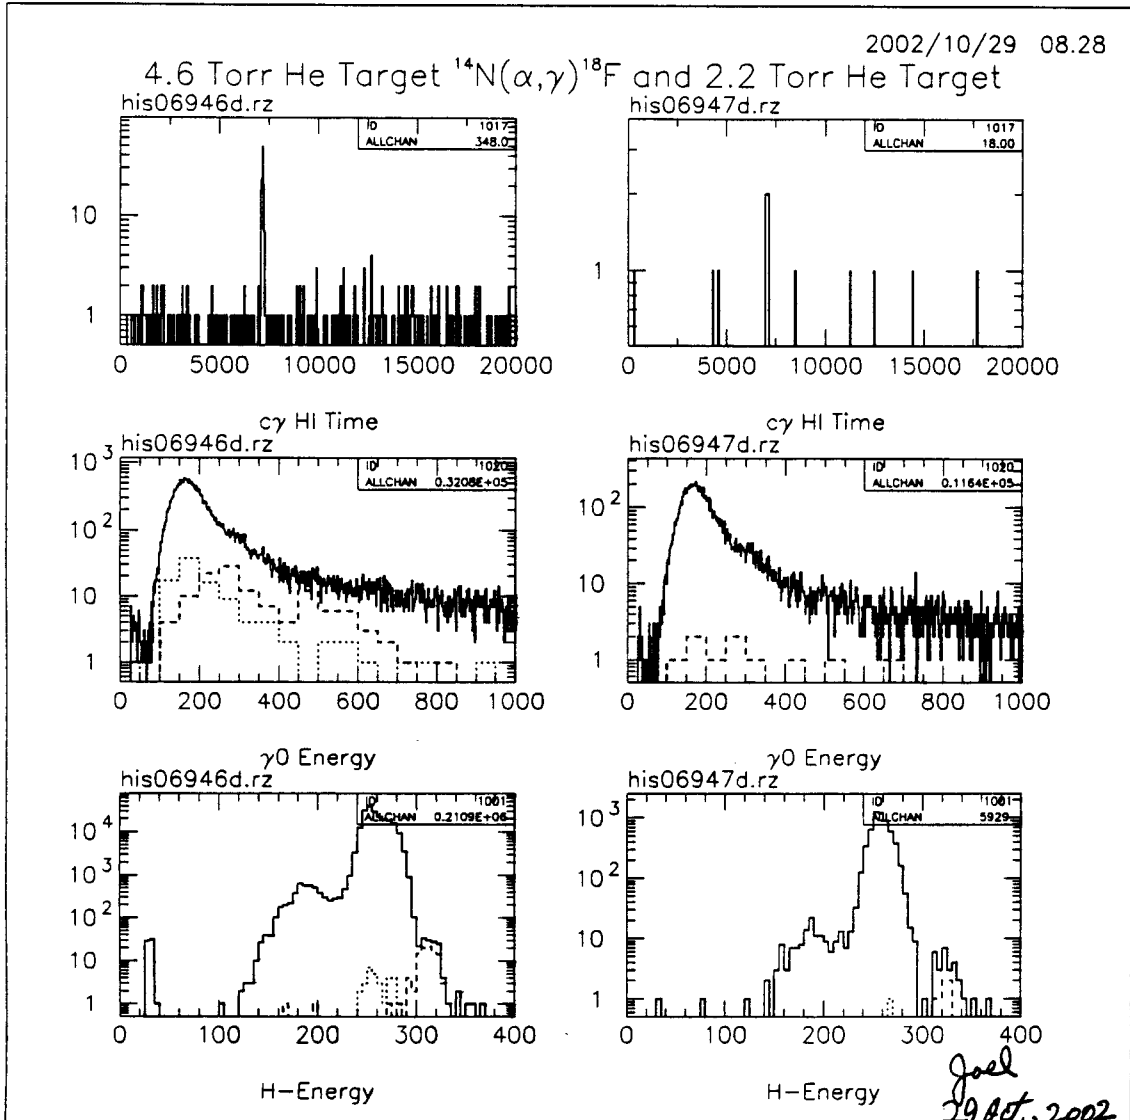 2002/10/29 08.28
4.6 Torr He Target ¹⁴N(α,γ)¹⁸F and 2.2 Torr He Target
his06946d.rz
ID 1017
ALLCHAN 348.0
10
1
0 5000 10000 15000 20000
cγ HI Time
his06947d.rz
ID 1017
ALLCHAN 18.00
1
0 5000 10000 15000 20000
cγ HI Time
his06946d.rz
ID 1020
ALLCHAN 0.3208E+05
10³
10²
10
1
0 200 400 600 800 1000
γ0 Energy
his06947d.rz
ID 1020
ALLCHAN 0.1164E+05
10²
10
1
0 200 400 600 800 1000
γ0 Energy
his06946d.rz
ID 1001
ALLCHAN 0.2109E+06
10⁴
10³
10²
10
1
0 100 200 300 400
H-Energy
his06947d.rz
ID 1001
ALLCHAN 5929
10³
10²
10
1
0 100 200 300 400
H-Energy
Joel
29 Oct., 2002